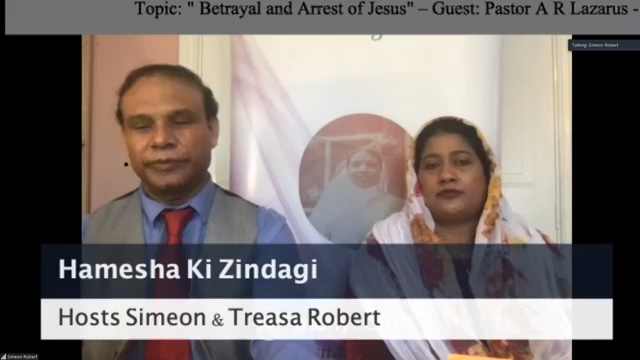 Topic: " Betrayal and Arrest of Jesus" – Guest: Pastor A R Lazarus -
Talking: Simeon Robert
Hamesha Ki Zindagi
Hosts Simeon & Treasa Robert
Simeon Robert